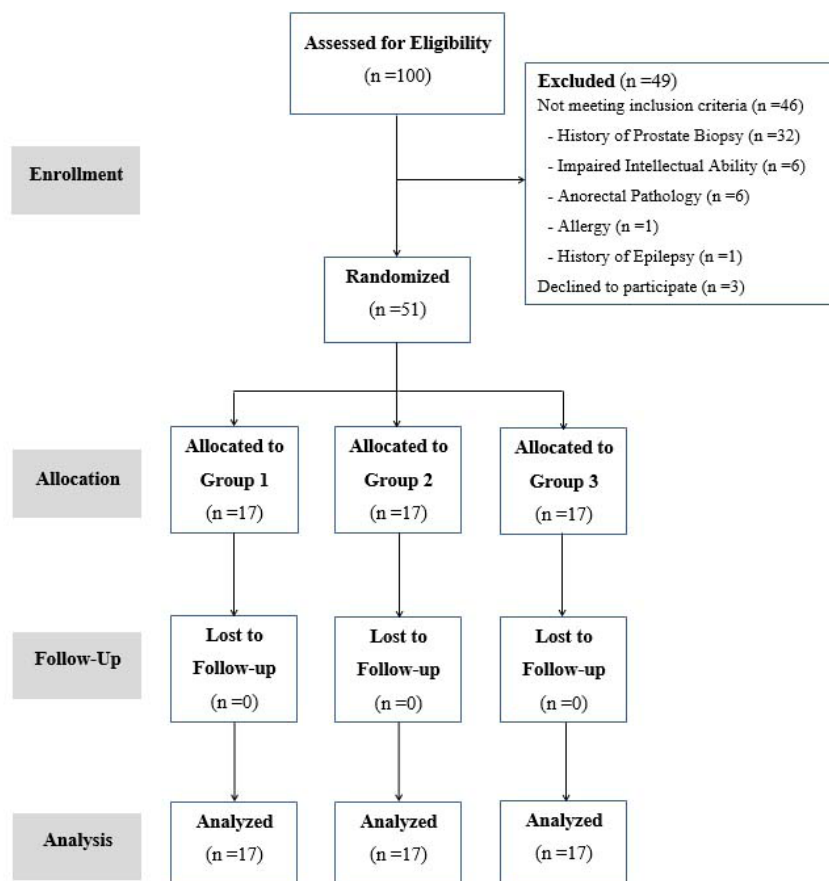 Assessed for Eligibility
(n =100)
Excluded (n =49)
Not meeting inclusion criteria (n =46)
- History of Prostate Biopsy (n =32)
- Impaired Intellectual Ability (n =6)
- Anorectal Pathology (n =6)
- Allergy (n =1)
- History of Epilepsy (n =1)
Declined to participate (n =3)
Enrollment
Randomized
(n =51)
Allocation
Allocated to
Group 1
(n =17)
Allocated to
Group 2
(n =17)
Allocated to
Group 3
(n =17)
Follow-Up
Lost to
Follow-up
(n =0)
Lost to
Follow-up
(n =0)
Lost to
Follow-up
(n =0)
Analysis
Analyzed
(n =17)
Analyzed
(n =17)
Analyzed
(n =17)